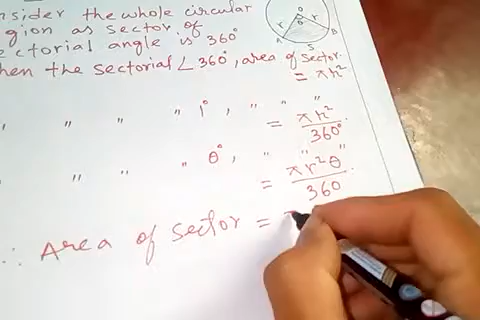 nsider the whole circular
gion as sector of
ectorial angle is 360°
hen the sectorial ∠360°, area of sector
= πr²
" " " " 1°, " " "
= πr²/360°
" " " " θ°, " " "
= πr²θ/360
∴ Area of sector =
O
r r
θ
A B
S